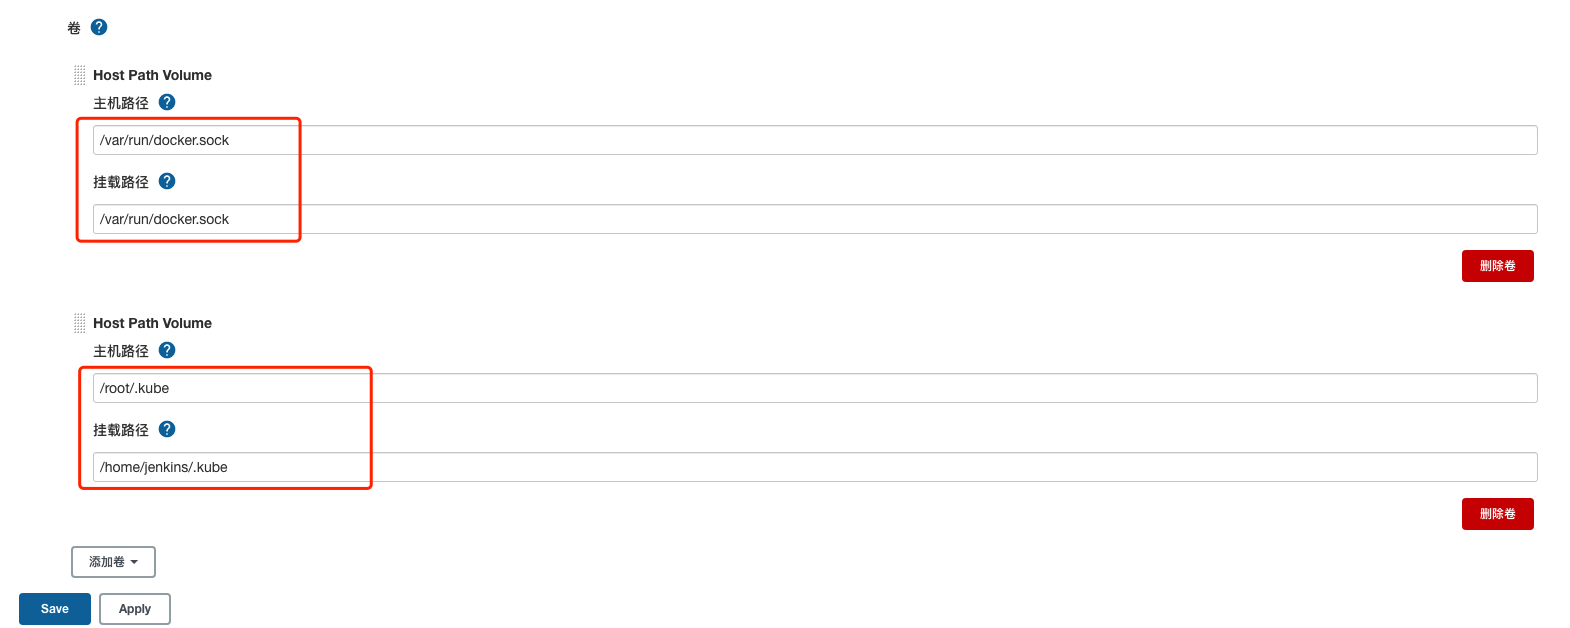 卷 ?
Host Path Volume
主机路径 ?
/var/run/docker.sock
挂载路径 ?
/var/run/docker.sock
删除卷
Host Path Volume
主机路径 ?
/root/.kube
挂载路径 ?
/home/jenkins/.kube
删除卷
添加卷
Save Apply